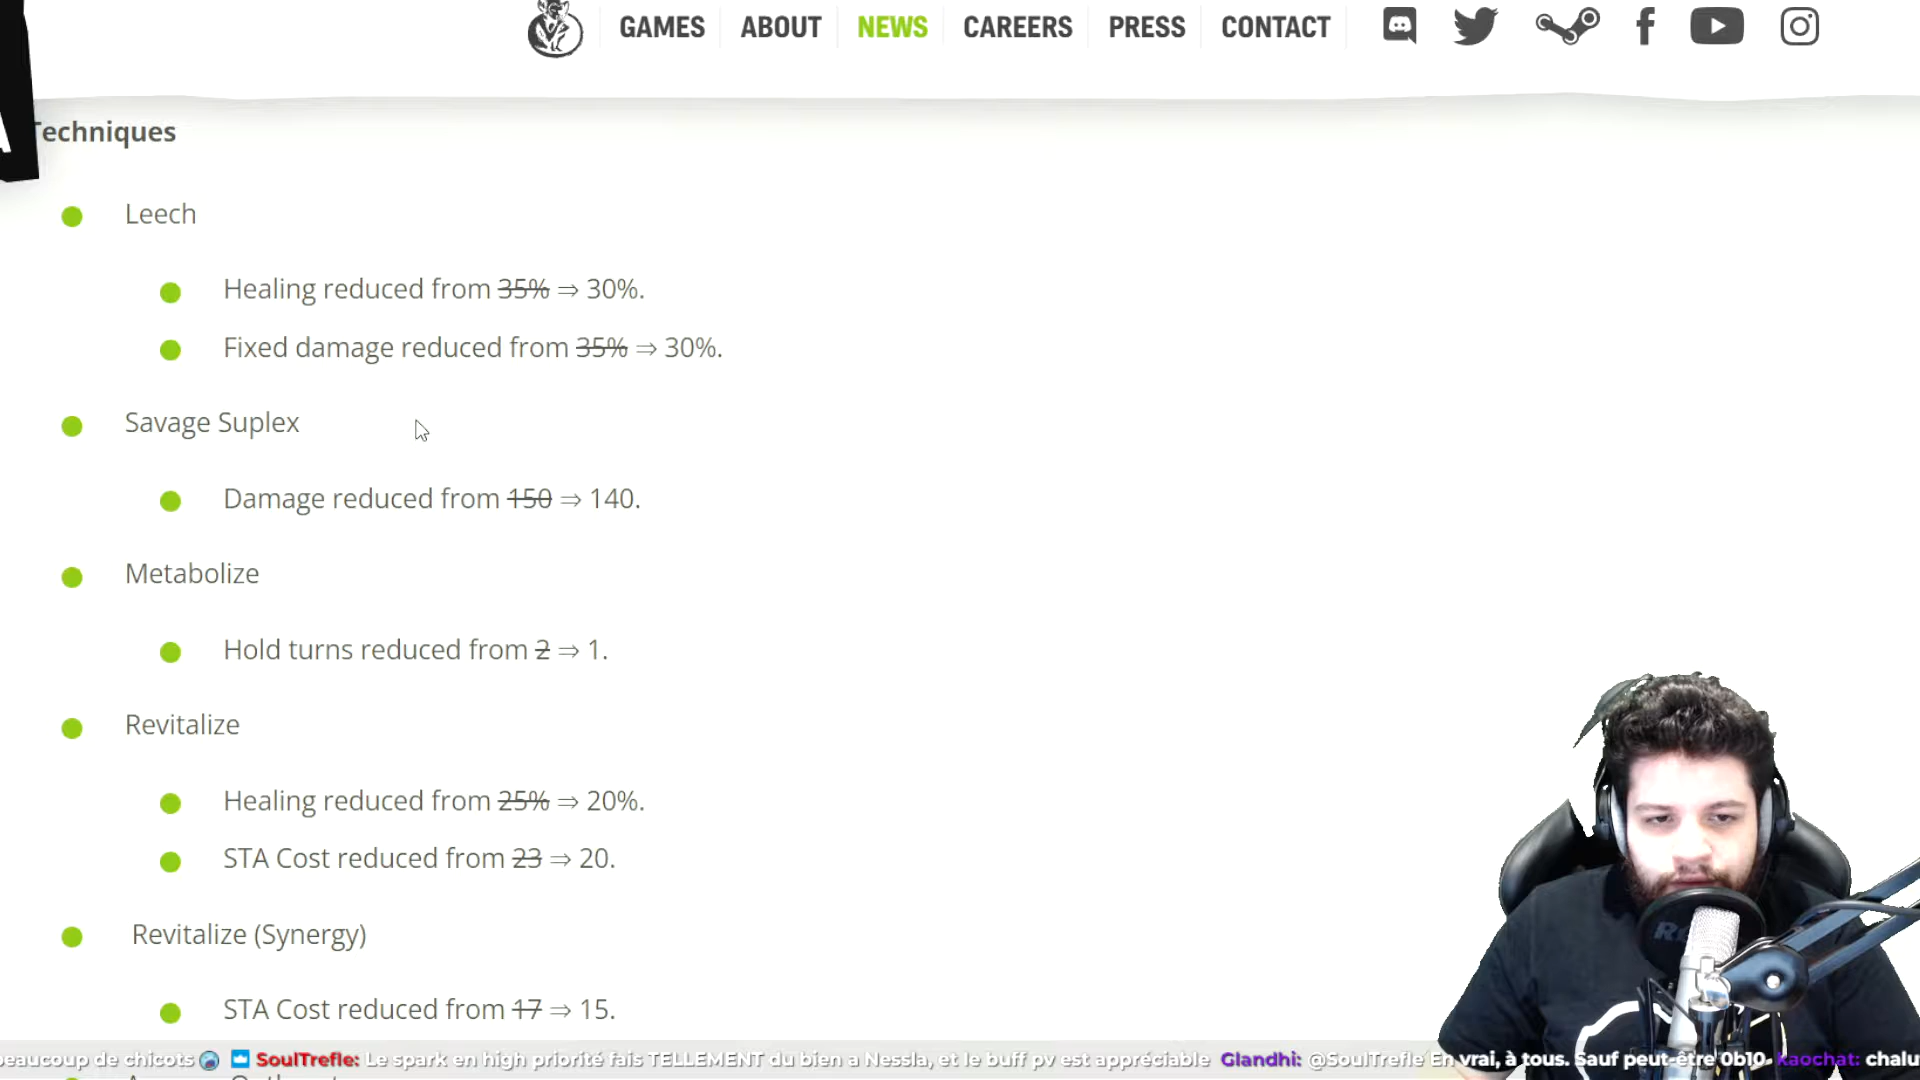 GAMES ABOUT NEWS CAREERS PRESS CONTACT
Techniques
Leech
Healing reduced from 35% ⇒ 30%.
Fixed damage reduced from 35% ⇒ 30%.
Savage Suplex
Damage reduced from 150 ⇒ 140.
Metabolize
Hold turns reduced from 2 ⇒ 1.
Revitalize
Healing reduced from 25% ⇒ 20%.
STA Cost reduced from 23 ⇒ 20.
Revitalize (Synergy)
STA Cost reduced from 17 ⇒ 15.
beaucoup de chicots SoulTrefle: Le spark en high priorité fais TELLEMENT du bien a Nessla, et le buff pv est appréciable Glandhi: @SoulTrefle En vrai, à tous. Sauf peut-être 0b10. kaochat: chalu